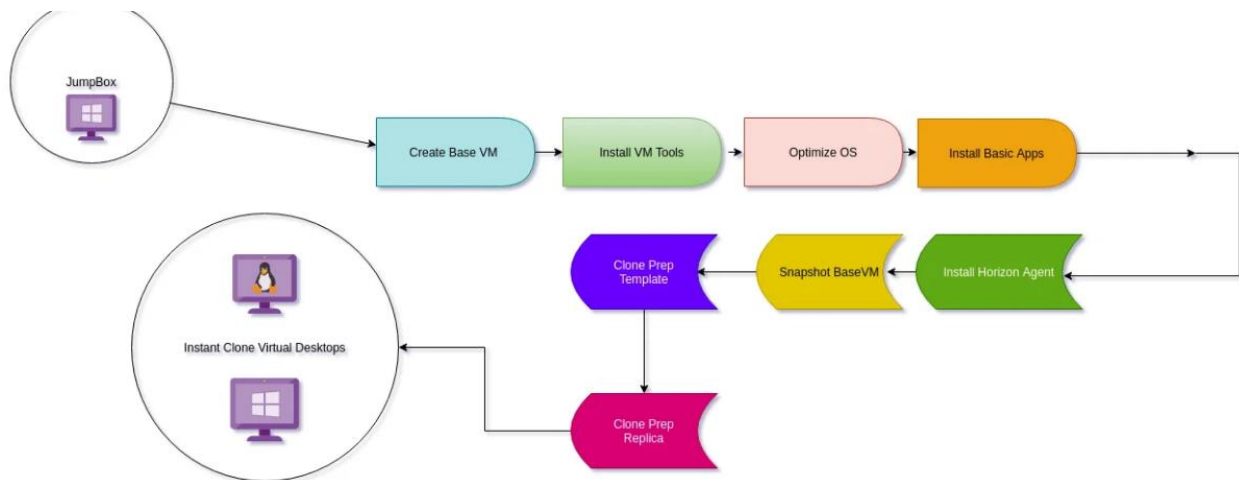 JumpBox
Create Base VM
Install VM Tools
Optimize OS
Install Basic Apps
Install Horizon Agent
Snapshot BaseVM
Clone Prep
Template
Clone Prep
Replica
Instant Clone Virtual Desktops